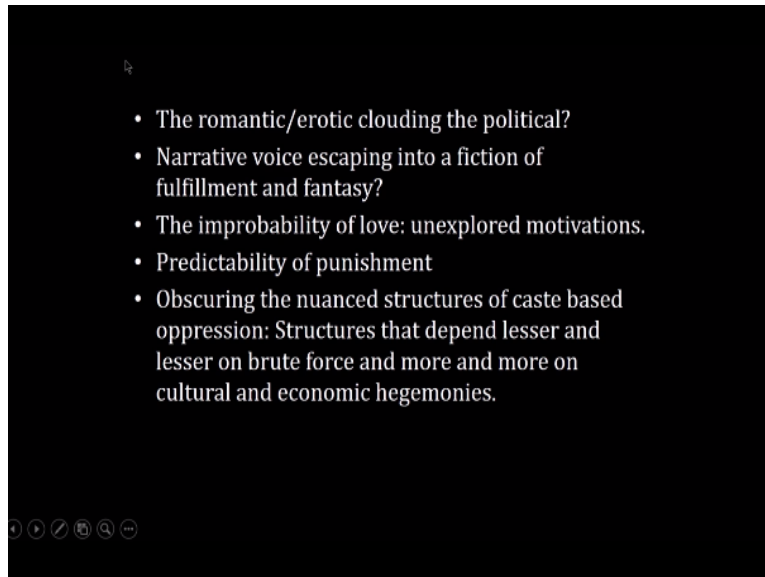 • The romantic/erotic clouding the political?
• Narrative voice escaping into a fiction of
fulfillment and fantasy?
• The improbability of love: unexplored motivations.
• Predictability of punishment
• Obscuring the nuanced structures of caste based
oppression: Structures that depend lesser and
lesser on brute force and more and more on
cultural and economic hegemonies.